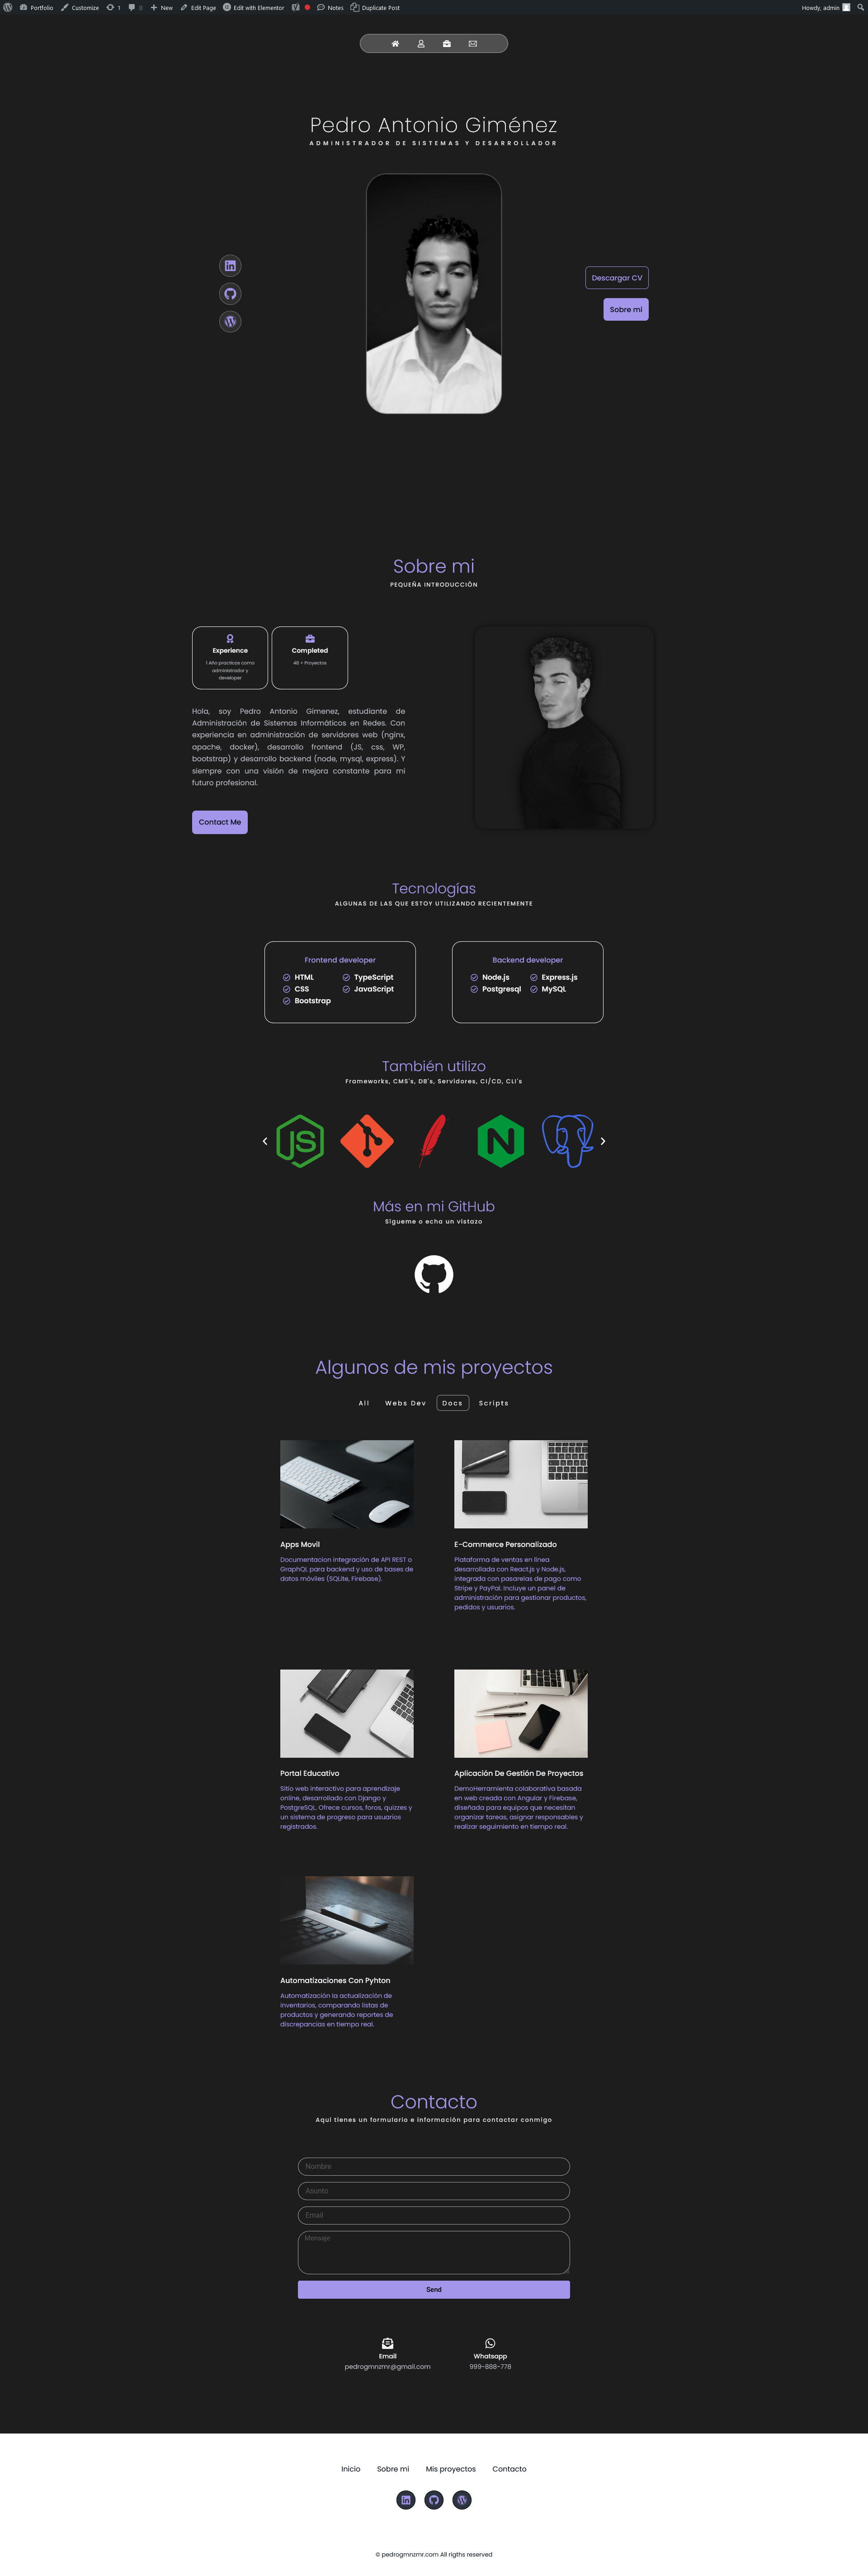 Portfolio Customize 1 0 New Edit Page Edit with Elementor Notes Duplicate Post Howdy, admin
Pedro Antonio Giménez
ADMINISTRADOR DE SISTEMAS Y DESARROLLADOR
Descargar CV
Sobre mi
Sobre mi
PEQUEÑA INTRODUCCIÓN
Experience
1 Año practicas como
administrador y
developer
Completed
48 + Proyectos
Hola, soy Pedro Antonio Gimenez, estudiante de
Administración de Sistemas Informáticos en Redes. Con
experiencia en administración de servidores web (nginx,
apache, docker), desarrollo frontend (JS, css, WP,
bootstrap) y desarrollo backend (node, mysql, express). Y
siempre con una visión de mejora constante para mi
futuro profesional.
Contact Me
Tecnologías
ALGUNAS DE LAS QUE ESTOY UTILIZANDO RECIENTEMENTE
Frontend developer
HTML TypeScript
CSS JavaScript
Bootstrap
Backend developer
Node.js Express.js
Postgresql MySQL
También utilizo
Frameworks, CMS's, DB's, Servidores, CI/CD, CLI's
JS
N
Más en mi GitHub
Sígueme o echa un vistazo
Algunos de mis proyectos
All Webs Dev Docs Scripts
Apps Movil
Documentacion integración de API REST o
GraphQL para backend y uso de bases de
datos móviles (SQLite, Firebase).
E-Commerce Personalizado
Plataforma de ventas en línea
desarrollada con React.js y Node.js,
integrada con pasarelas de pago como
Stripe y PayPal. Incluye un panel de
administración para gestionar productos,
pedidos y usuarios.
Portal Educativo
Sitio web interactivo para aprendizaje
online, desarrollado con Django y
PostgreSQL. Ofrece cursos, foros, quizzes y
un sistema de progreso para usuarios
registrados.
Aplicación De Gestión De Proyectos
DemoHerramienta colaborativa basada
en web creada con Angular y Firebase,
diseñada para equipos que necesitan
organizar tareas, asignar responsables y
realizar seguimiento en tiempo real.
Automatizaciones Con Pyhton
Automatización la actualización de
inventarios, comparando listas de
productos y generando reportes de
discrepancias en tiempo real.
Contacto
Aquí tienes un formulario e información para contactar conmigo
Nombre
Asunto
Email
Mensaje
Send
Email
pedrogmnzmr@gmail.com
Whatsapp
999-888-778
Inicio Sobre mi Mis proyectos Contacto
© pedrogmnzmr.com All rigths reserved